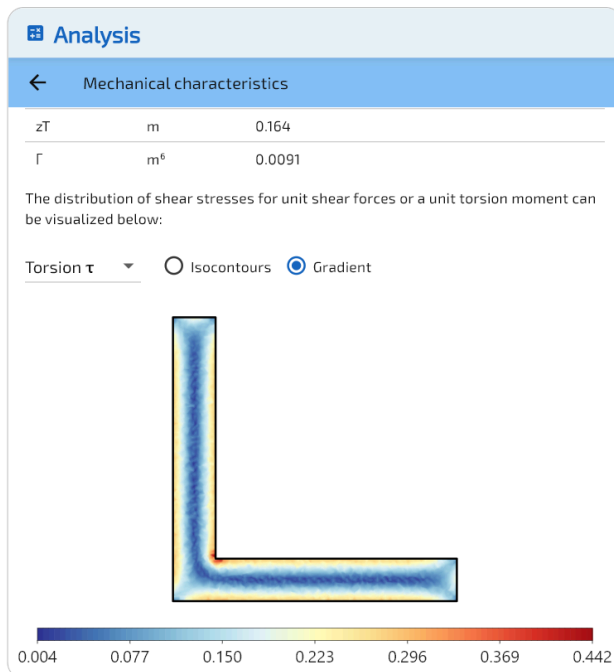 Analysis
Mechanical characteristics
zT m 0.164
Γ m⁶ 0.0091
The distribution of shear stresses for unit shear forces or a unit torsion moment can
be visualized below:
Torsion τ Isocontours Gradient
0.004 0.077 0.150 0.223 0.296 0.369 0.442